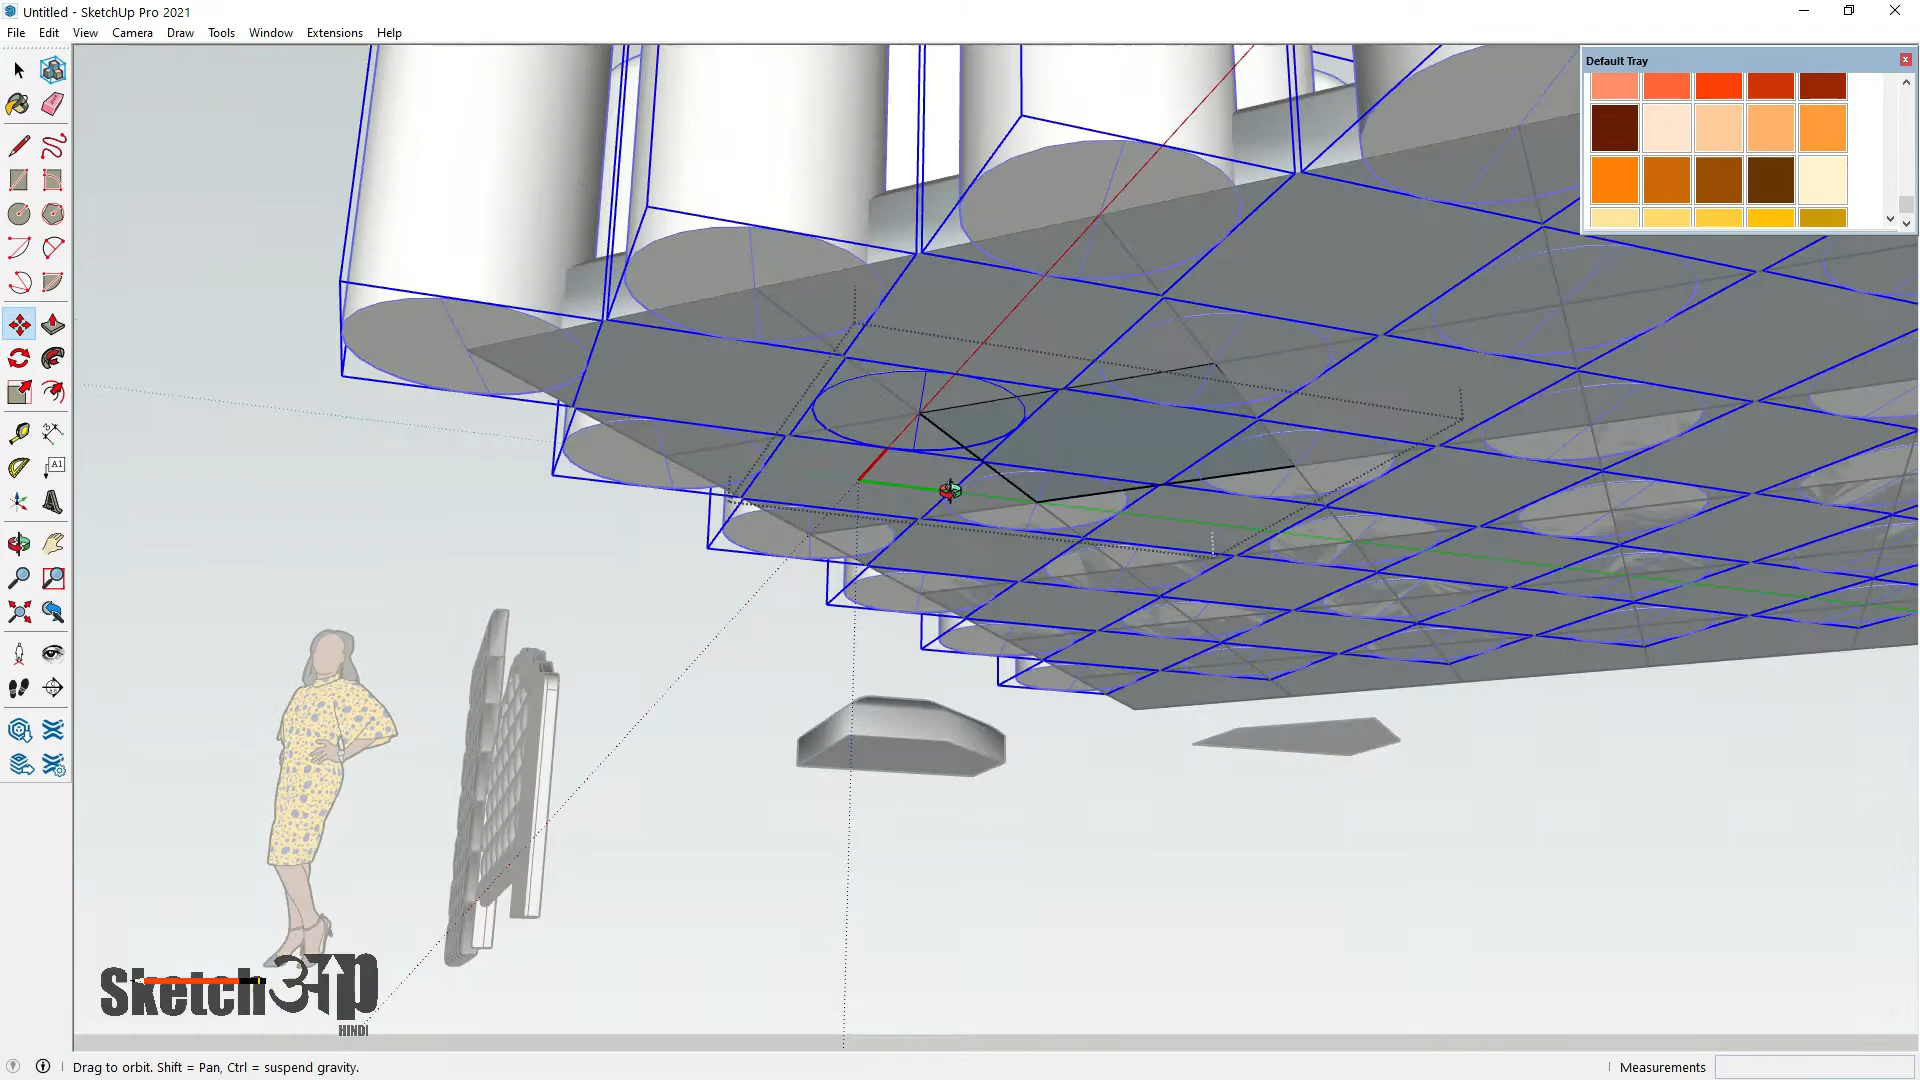 Untitled - SketchUp Pro 2021
File Edit View Camera Draw Tools Window Extensions Help
Default Tray
A1
Sketchअप
HINDI
Drag to orbit. Shift = Pan, Ctrl = suspend gravity.
Measurements